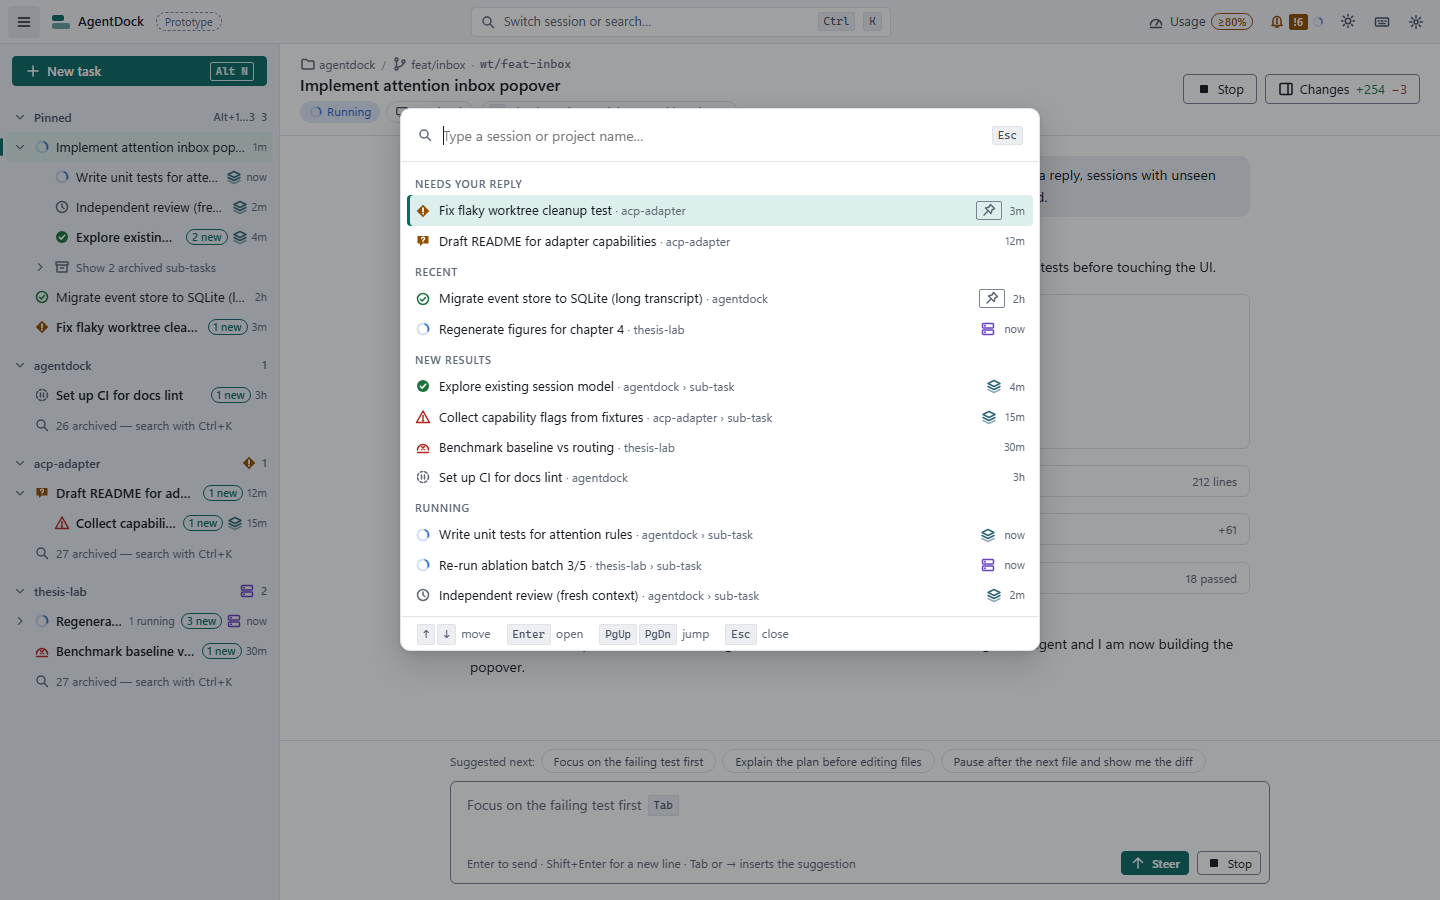 AgentDock Prototype
Switch session or search... Ctrl K
Usage ≥80% !6
New task Alt N
Pinned Alt+1...3 3
Implement attention inbox pop... 1m
Write unit tests for atte... now
Independent review (fre... 2m
Explore existin... 2 new 4m
Show 2 archived sub-tasks
Migrate event store to SQLite (l... 2h
Fix flaky worktree clea... 1 new 3m
agentdock 1
Set up CI for docs lint 1 new 3h
26 archived — search with Ctrl+K
acp-adapter 1
Draft README for ad... 1 new 12m
Collect capabili... 1 new 15m
27 archived — search with Ctrl+K
thesis-lab 2
Regenera... 1 running 3 new now
Benchmark baseline v... 1 new 30m
27 archived — search with Ctrl+K
agentdock / feat/inbox · wt/feat-inbox
Implement attention inbox popover
Stop Changes +254 −3
Running
Type a session or project name... Esc
NEEDS YOUR REPLY
Fix flaky worktree cleanup test · acp-adapter 3m
Draft README for adapter capabilities · acp-adapter 12m
RECENT
Migrate event store to SQLite (long transcript) · agentdock 2h
Regenerate figures for chapter 4 · thesis-lab now
NEW RESULTS
Explore existing session model · agentdock › sub-task 4m
Collect capability flags from fixtures · acp-adapter › sub-task 15m
Benchmark baseline vs routing · thesis-lab 30m
Set up CI for docs lint · agentdock 3h
RUNNING
Write unit tests for attention rules · agentdock › sub-task now
Re-run ablation batch 3/5 · thesis-lab › sub-task now
Independent review (fresh context) · agentdock › sub-task 2m
↑ ↓ move Enter open PgUp PgDn jump Esc close
a reply, sessions with unseen
d.
tests before touching the UI.
212 lines
+61
18 passed
gent and I am now building the
popover.
Suggested next: Focus on the failing test first Explain the plan before editing files Pause after the next file and show me the diff
Focus on the failing test first Tab
Enter to send · Shift+Enter for a new line · Tab or → inserts the suggestion
Steer Stop